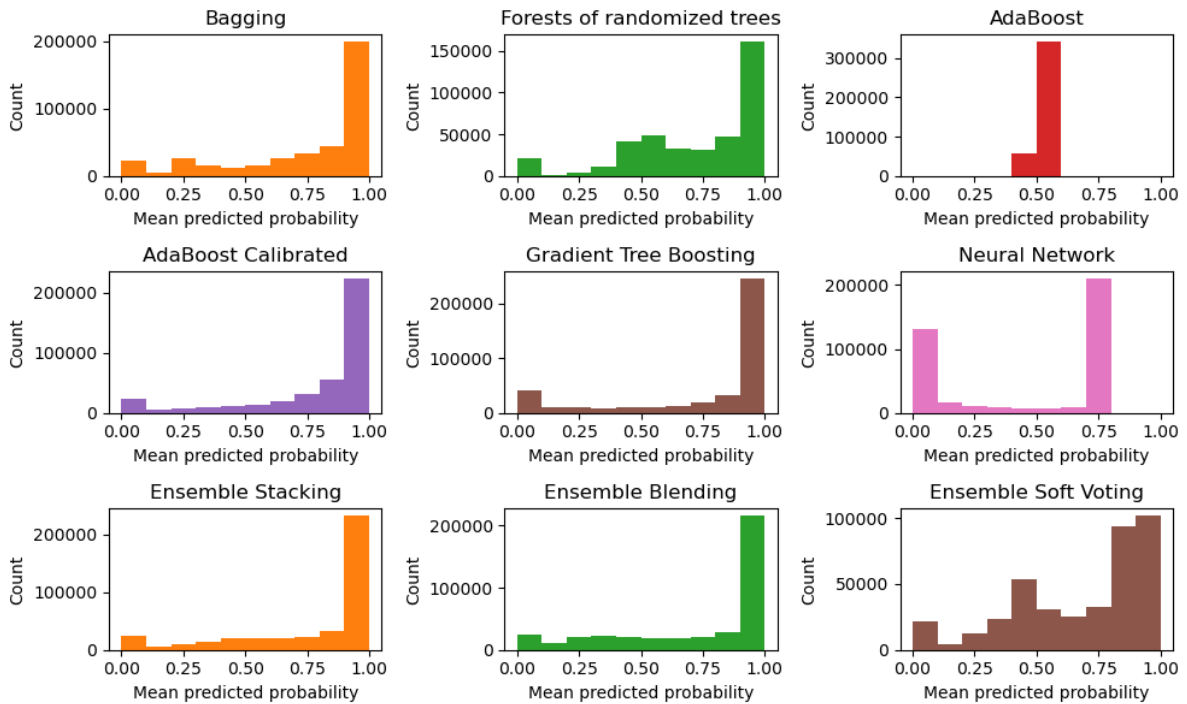 Bagging
Count
200000
100000
0
0.00 0.25 0.50 0.75 1.00
Mean predicted probability
Forests of randomized trees
Count
150000
100000
50000
0
0.00 0.25 0.50 0.75 1.00
Mean predicted probability
AdaBoost
Count
300000
200000
100000
0
0.00 0.25 0.50 0.75 1.00
Mean predicted probability
AdaBoost Calibrated
Count
200000
100000
0
0.00 0.25 0.50 0.75 1.00
Mean predicted probability
Gradient Tree Boosting
Count
200000
100000
0
0.00 0.25 0.50 0.75 1.00
Mean predicted probability
Neural Network
Count
200000
100000
0
0.00 0.25 0.50 0.75 1.00
Mean predicted probability
Ensemble Stacking
Count
200000
100000
0
0.00 0.25 0.50 0.75 1.00
Mean predicted probability
Ensemble Blending
Count
200000
100000
0
0.00 0.25 0.50 0.75 1.00
Mean predicted probability
Ensemble Soft Voting
Count
100000
50000
0
0.00 0.25 0.50 0.75 1.00
Mean predicted probability